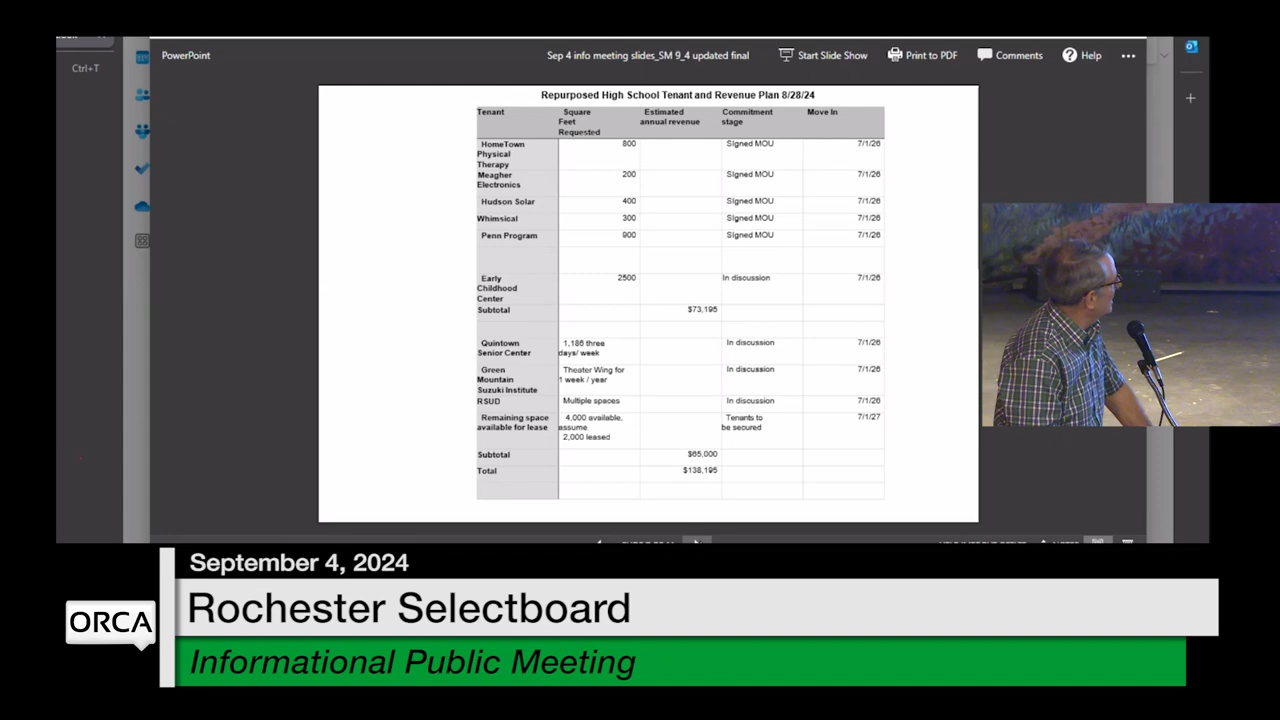 Ctrl+T
PowerPoint
Sep 4 info meeting slides_SM 9_4 updated final
Start Slide Show
Print to PDF
Comments
Help
Repurposed High School Tenant and Revenue Plan 8/28/24
Tenant Square Feet Requested Estimated annual revenue Commitment stage Move In
HomeTown Physical Therapy 800 SIgned MOU 7/1/26
Meagher Electronics 200 SIgned MOU 7/1/26
Hudson Solar 400 SIgned MOU 7/1/26
Whimsical 300 SIgned MOU 7/1/26
Penn Program 900 SIgned MOU 7/1/26
Early Childhood Center 2500 In discussion 7/1/26
Subtotal $73,195
Quintown Senior Center 1,186 three days/ week In discussion 7/1/26
Green Mountain Suzuki Institute Theater Wing for 1 week / year In discussion 7/1/26
RSUD Multiple spaces In discussion 7/1/26
Remaining space available for lease 4,000 available, assume 2,000 leased Tenants to be secured 7/1/27
Subtotal $65,000
Total $138,195
September 4, 2024
ORCA
Rochester Selectboard
Informational Public Meeting